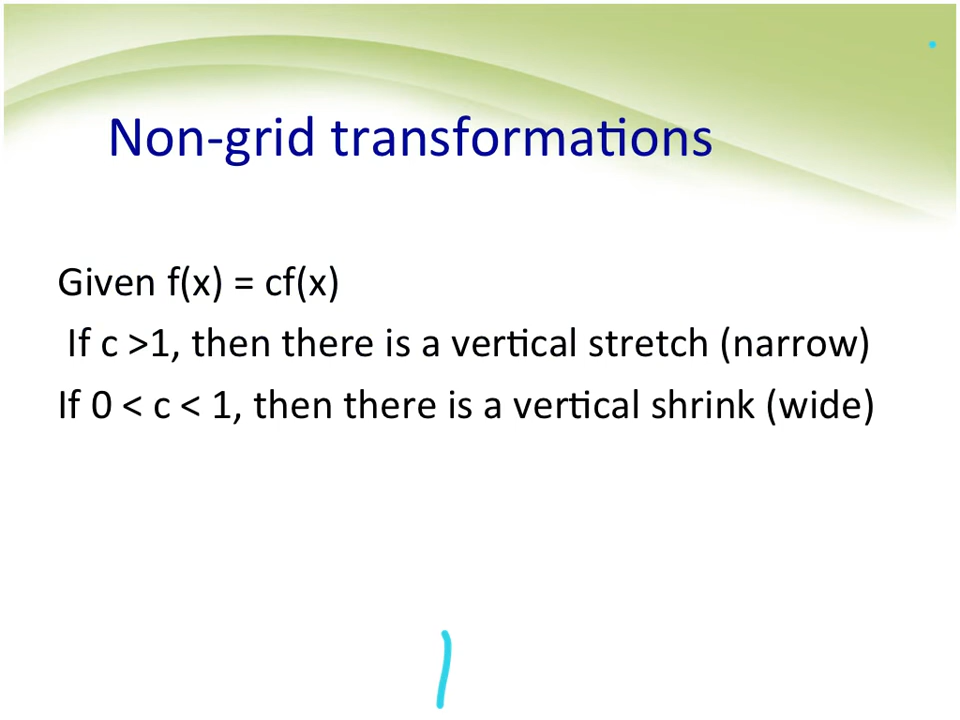 Non-grid transformations
Given f(x) = cf(x)
If c >1, then there is a vertical stretch (narrow)
If 0 < c < 1, then there is a vertical shrink (wide)